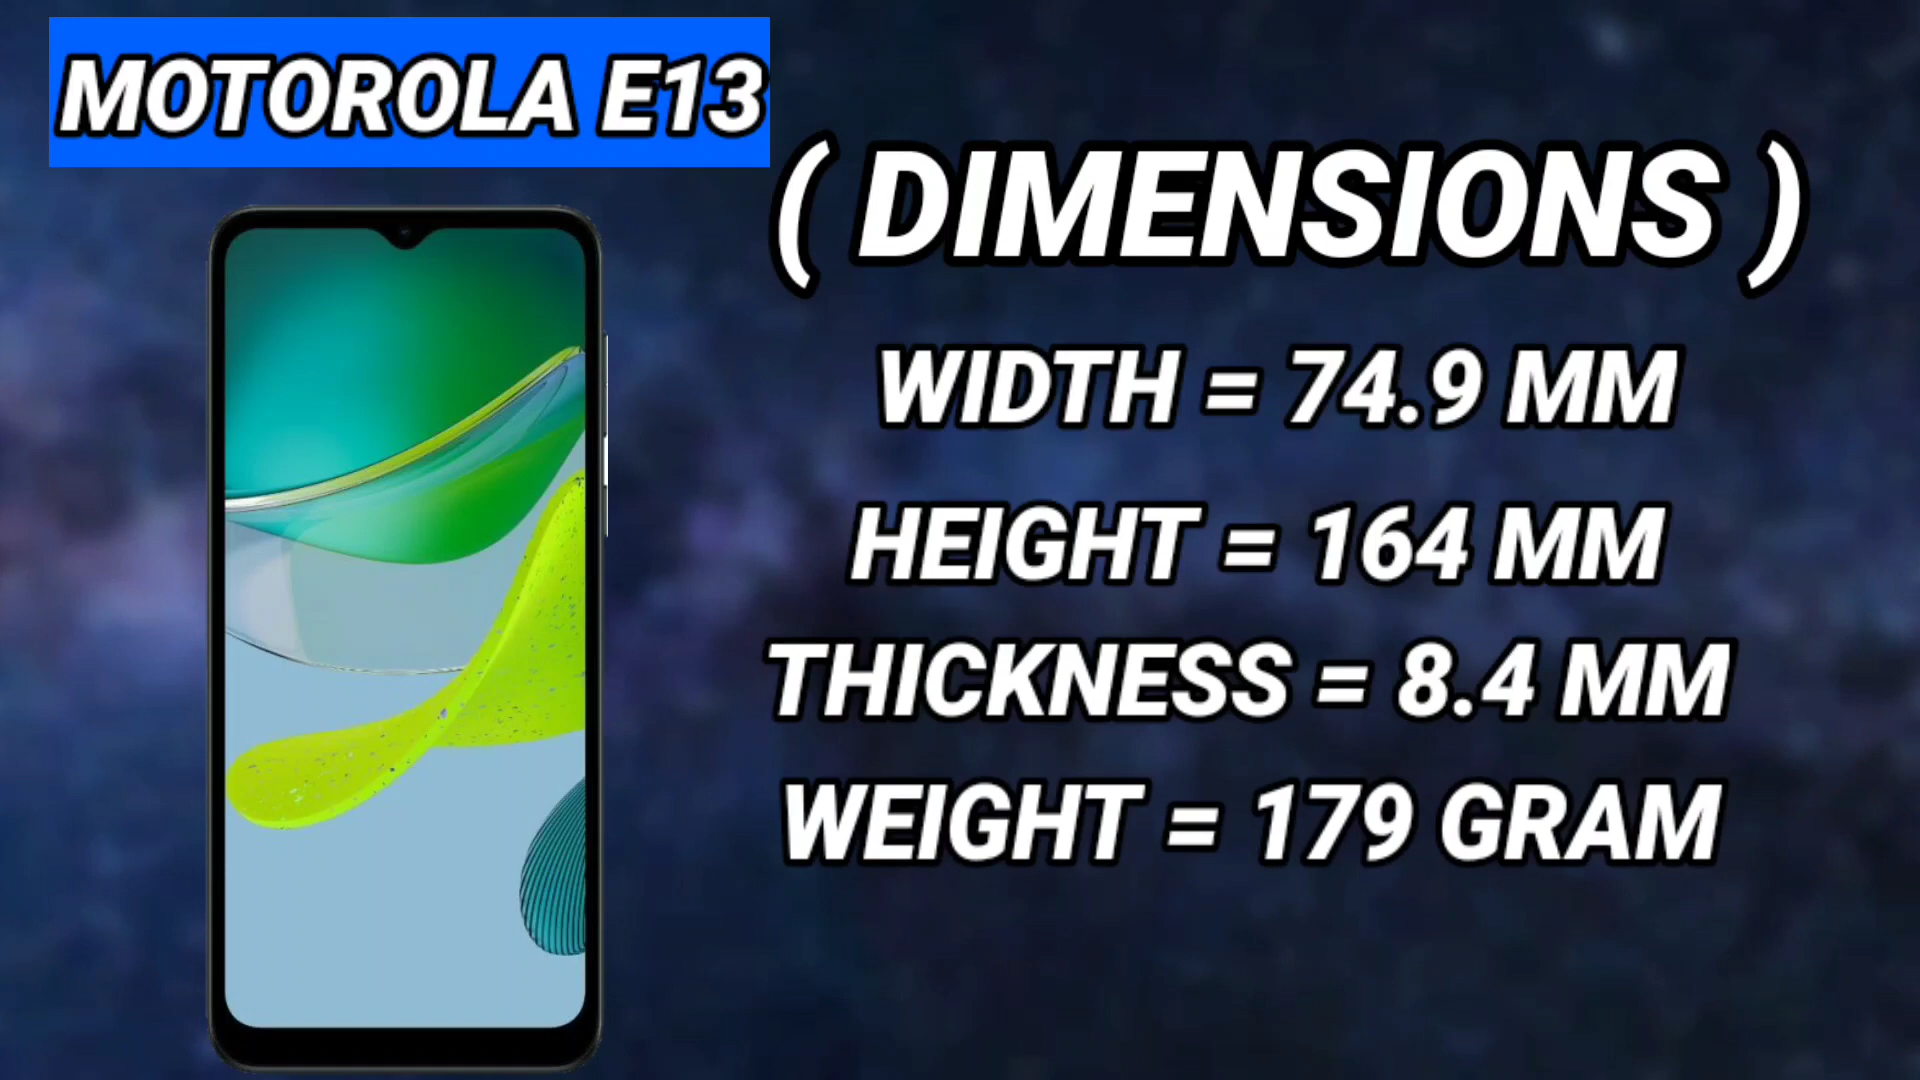 MOTOROLA E13
( DIMENSIONS )
WIDTH = 74.9 MM
HEIGHT = 164 MM
THICKNESS = 8.4 MM
WEIGHT = 179 GRAM